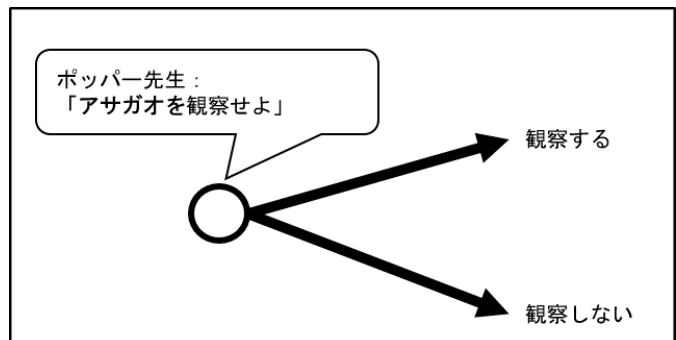 ポッパー先生：
「アサガオを観察せよ」
観察する
観察しない